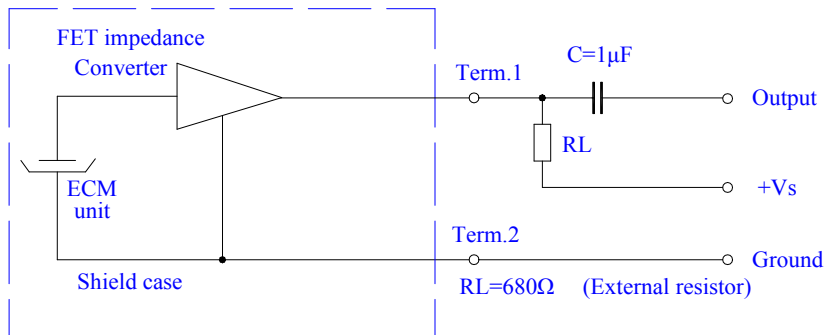 FET impedance
Converter
Term.1
C=1µF
Output
RL
+Vs
ECM
unit
Term.2
Ground
Shield case
RL=680Ω (External resistor)